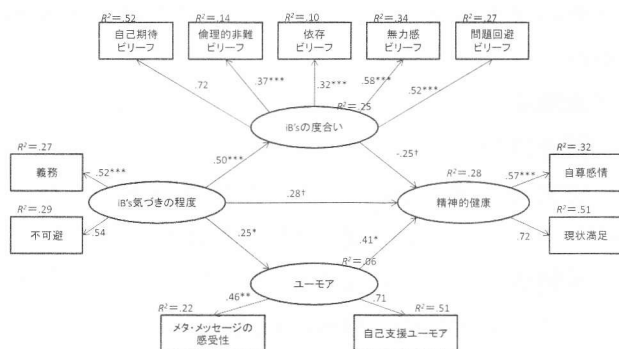 R²=.52
R²=.14
R²=.10
R²=.34
R²=.27
自己期待
ビリーフ
倫理的非難
ビリーフ
依存
ビリーフ
無力感
ビリーフ
問題回避
ビリーフ
.72
.37***
.32***
.58***
.52***
R²=.25
iB'sの度合い
R²=.27
義務
.52***
.50***
-.25†
R²=.28
.57***
R²=.32
自尊感情
R²=.29
不可避
.54
iB's気づきの程度
.28†
精神的健康
.72
R²=.51
現状満足
.25*
.41*
R²=.06
ユーモア
R²=.22
.46**
.71
R²=.51
メタ・メッセージの
感受性
自己支援ユーモア